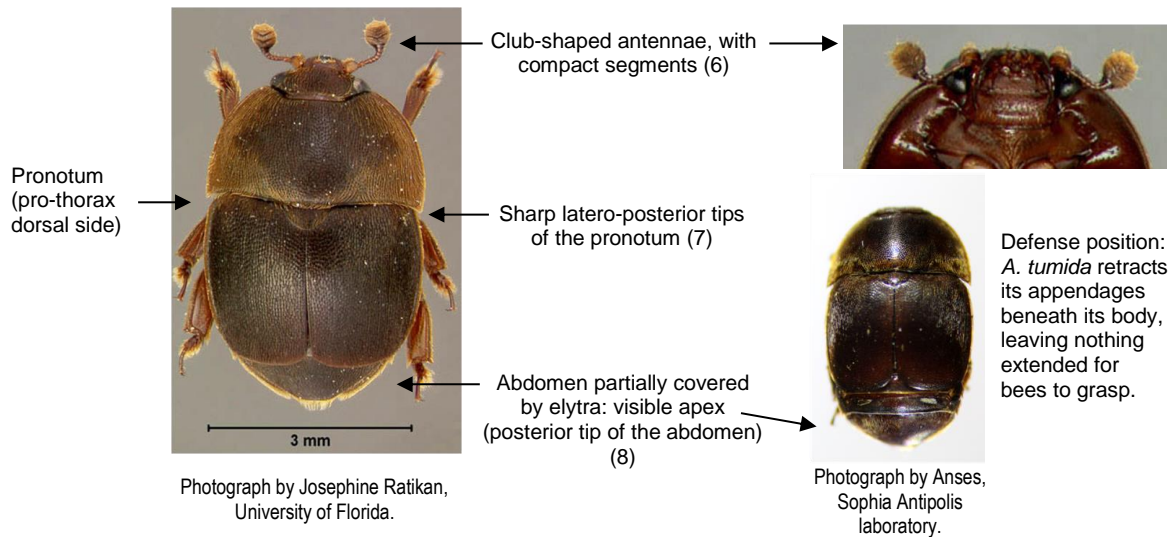 Club-shaped antennae, with
compact segments (6)
Pronotum
(pro-thorax
dorsal side)
Sharp latero-posterior tips
of the pronotum (7)
Defense position:
A. tumida retracts
its appendages
beneath its body,
leaving nothing
extended for
bees to grasp.
Abdomen partially covered
by elytra: visible apex
(posterior tip of the abdomen)
(8)
3 mm
Photograph by Josephine Ratikan,
University of Florida.
Photograph by Anses,
Sophia Antipolis
laboratory.